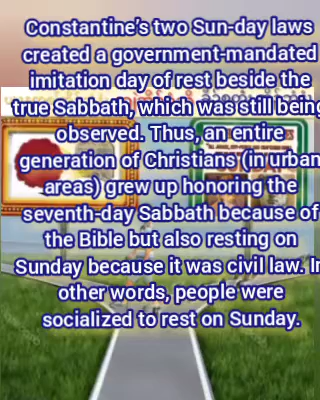 Constantine's two Sun-day laws
created a government-mandated
imitation day of rest beside the
true Sabbath, which was still being
observed. Thus, an entire
generation of Christians (in urban
areas) grew up honoring the
seventh-day Sabbath because of
the Bible but also resting on
Sunday because it was civil law. In
other words, people were
socialized to rest on Sunday.